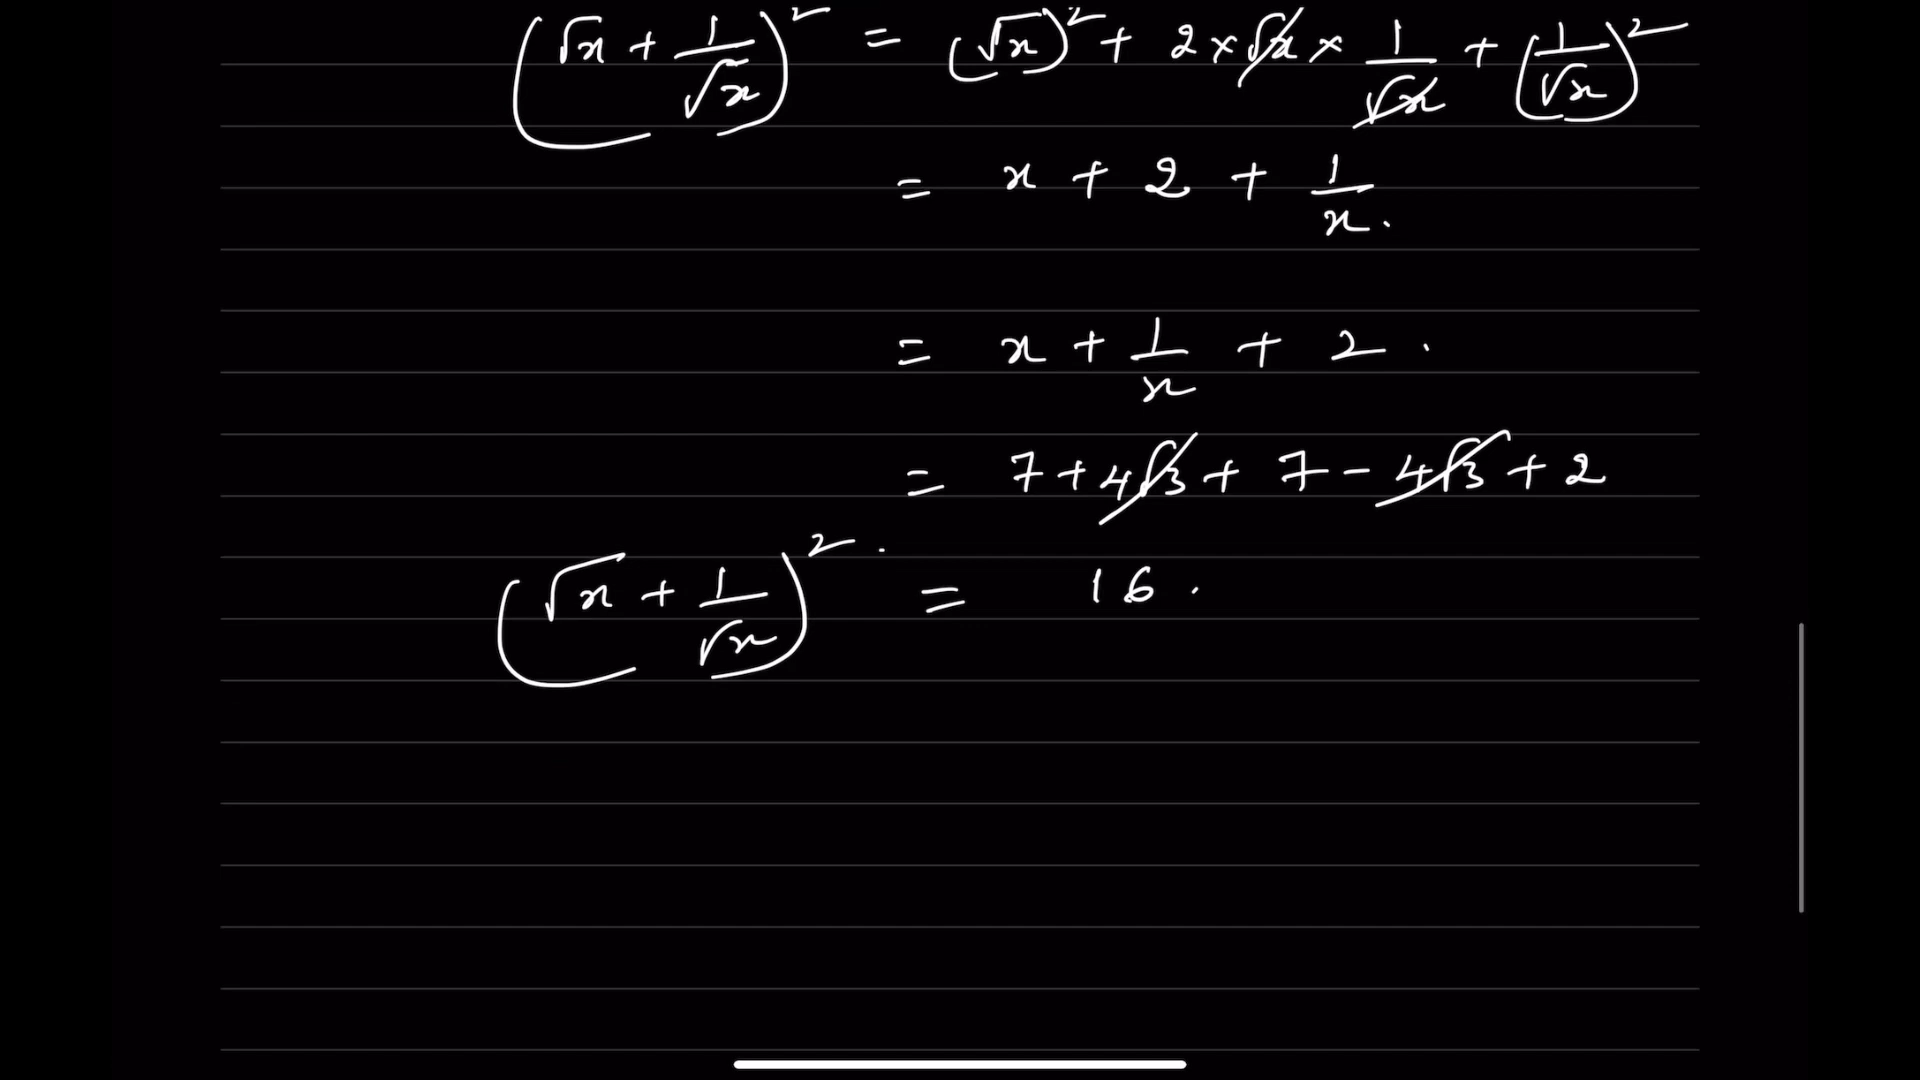 (√x + 1/√x)² = (√x)² + 2 × √x × 1/√x + (1/√x)²
= x + 2 + 1/x.
= x + 1/x + 2.
= 7 + 4√3 + 7 - 4√3 + 2
(√x + 1/√x)². = 16.